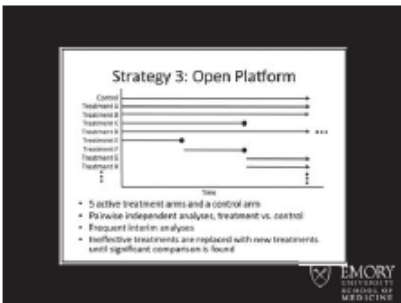 Strategy 3: Open Platform
Control
Treatment A
Treatment B
Treatment C
Treatment D
Treatment E
Treatment F
Treatment G
Treatment H
Time
• 5 active treatment arms and a control arm
• Pairwise independent analyses, treatment vs. control
• Frequent interim analyses
• Ineffective treatments are replaced with new treatments
until significant comparison is found
EMORY
UNIVERSITY
SCHOOL OF
MEDICINE